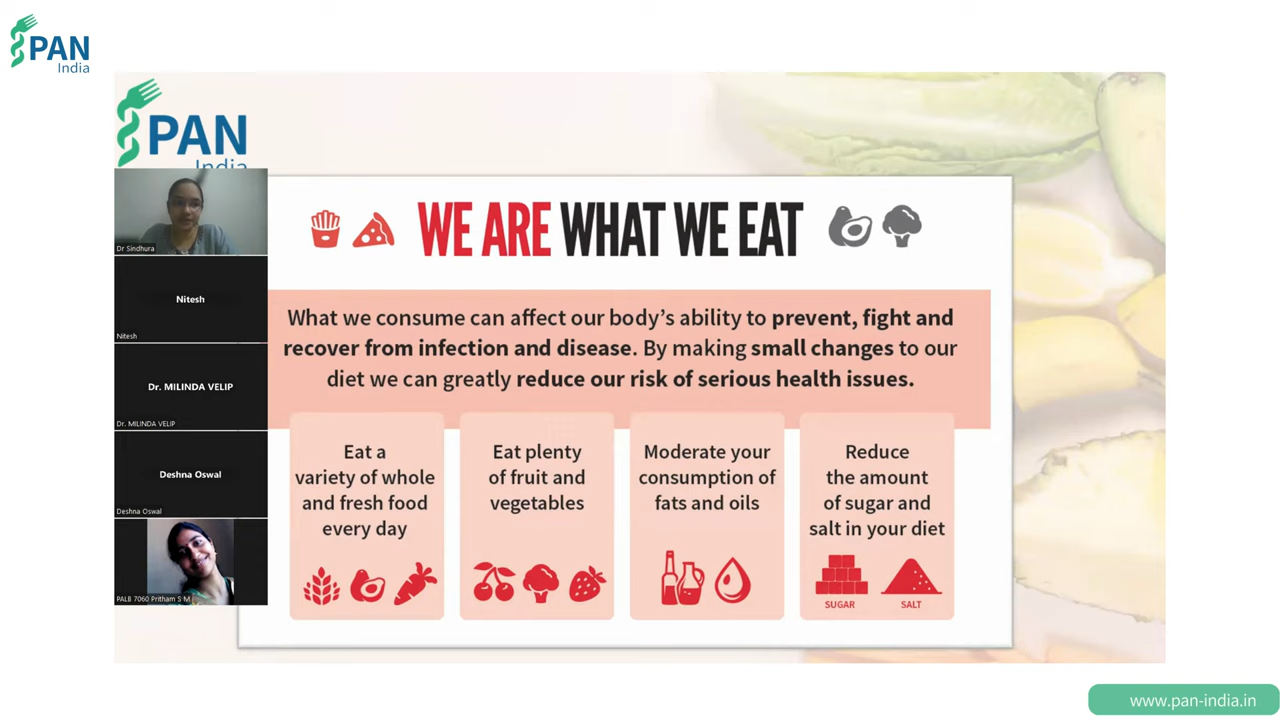 PAN
India
PAN
India
Dr Sindhura
Nitesh
Nitesh
Dr. MILINDA VELIP
Dr. MILINDA VELIP
Deshna Oswal
Deshna Oswal
PALB 7060 Pritham S M
WE ARE WHAT WE EAT
What we consume can affect our body's ability to prevent, fight and
recover from infection and disease. By making small changes to our
diet we can greatly reduce our risk of serious health issues.
Eat a
variety of whole
and fresh food
every day
Eat plenty
of fruit and
vegetables
Moderate your
consumption of
fats and oils
Reduce
the amount
of sugar and
salt in your diet
SUGAR
SALT
www.pan-india.in